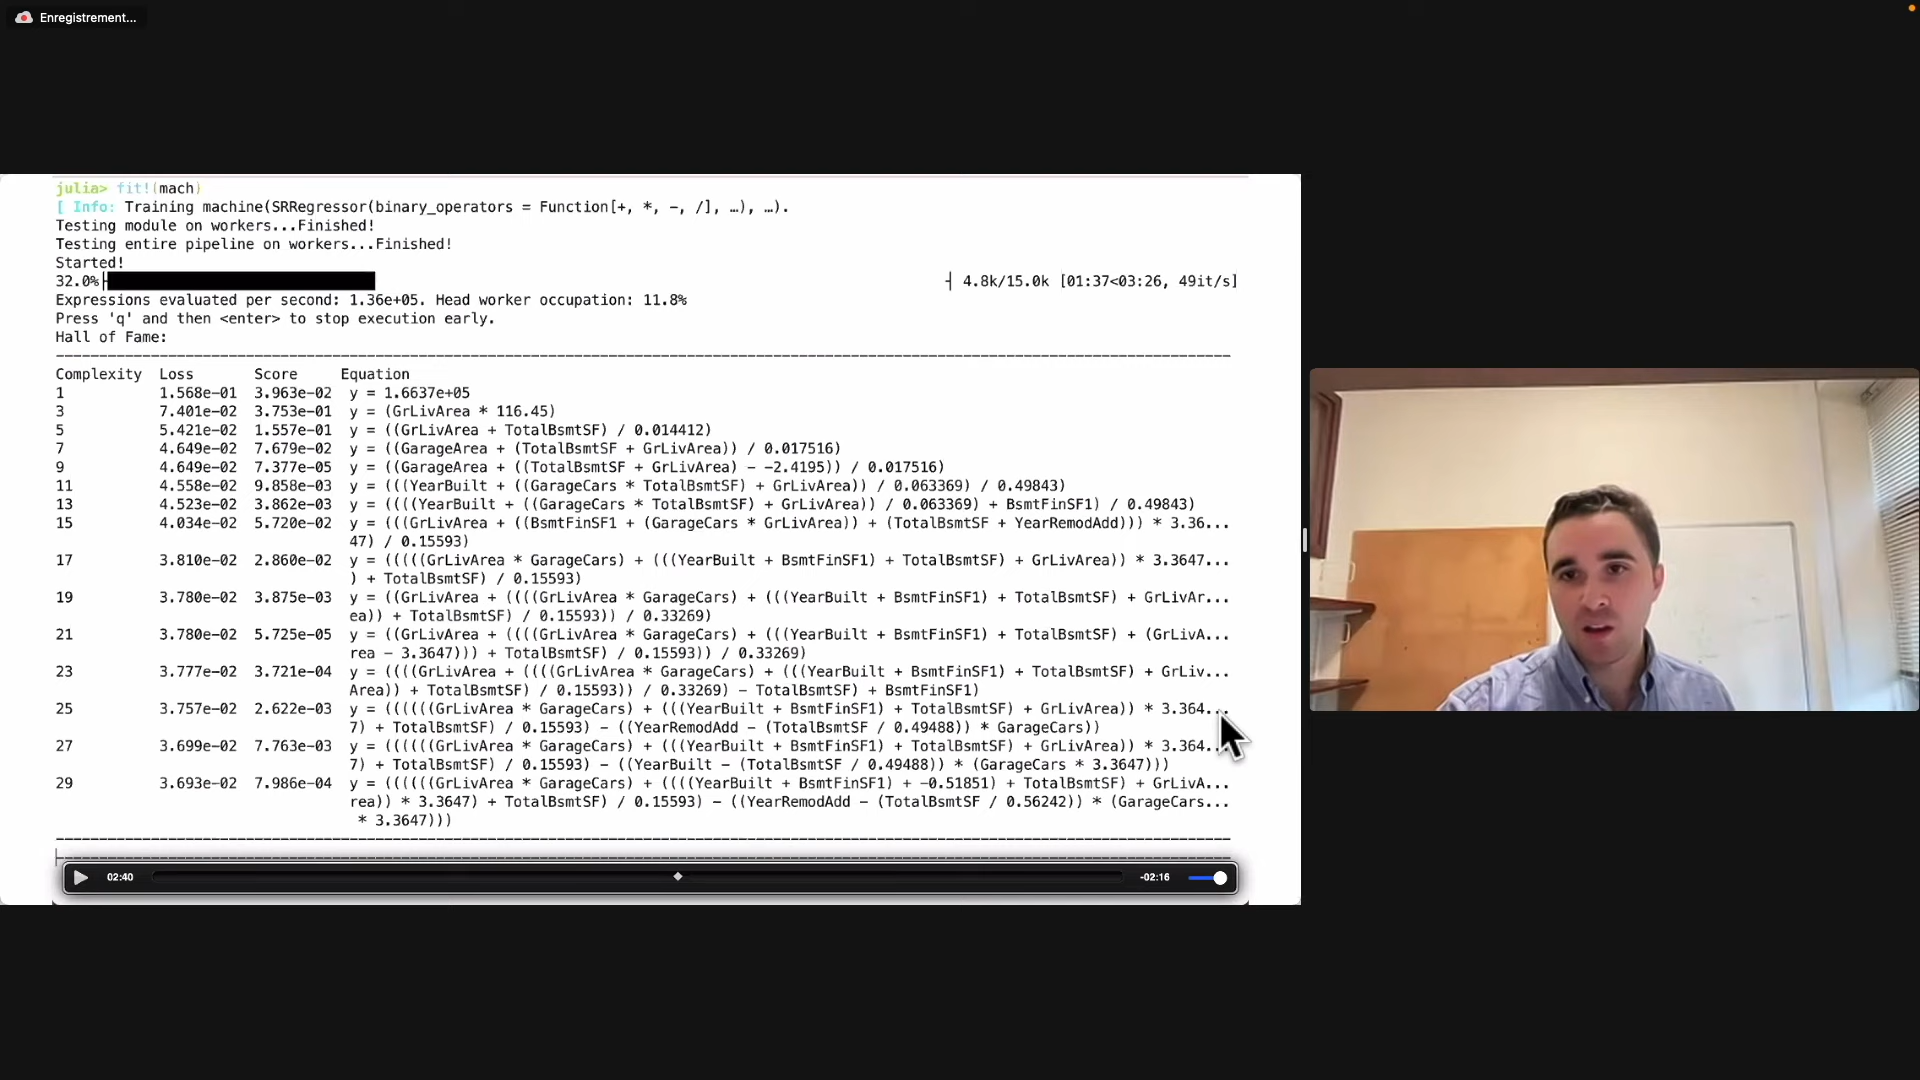 Enregistrement...
julia> fit!(mach)
[ Info: Training machine(SRRegressor(binary_operators = Function[+, *, -, /], …), …).
Testing module on workers...Finished!
Testing entire pipeline on workers...Finished!
Started!
32.0%┣ ┫ 4.8k/15.0k [01:37<03:26, 49it/s]
Expressions evaluated per second: 1.36e+05. Head worker occupation: 11.8%
Press 'q' and then <enter> to stop execution early.
Hall of Fame:
Complexity Loss Score Equation
1 1.568e-01 3.963e-02 y = 1.6637e+05
3 7.401e-02 3.753e-01 y = (GrLivArea * 116.45)
5 5.421e-02 1.557e-01 y = ((GrLivArea + TotalBsmtSF) / 0.014412)
7 4.649e-02 7.679e-02 y = ((GarageArea + (TotalBsmtSF + GrLivArea)) / 0.017516)
9 4.649e-02 7.377e-05 y = ((GarageArea + ((TotalBsmtSF + GrLivArea) - -2.4195)) / 0.017516)
11 4.558e-02 9.858e-03 y = (((YearBuilt + ((GarageCars * TotalBsmtSF) + GrLivArea)) / 0.063369) / 0.49843)
13 4.523e-02 3.862e-03 y = ((((YearBuilt + ((GarageCars * TotalBsmtSF) + GrLivArea)) / 0.063369) + BsmtFinSF1) / 0.49843)
15 4.034e-02 5.720e-02 y = (((GrLivArea + ((BsmtFinSF1 + (GarageCars * GrLivArea)) + (TotalBsmtSF + YearRemodAdd))) * 3.36...
47) / 0.15593)
17 3.810e-02 2.860e-02 y = (((((GrLivArea * GarageCars) + (((YearBuilt + BsmtFinSF1) + TotalBsmtSF) + GrLivArea)) * 3.3647...
) + TotalBsmtSF) / 0.15593)
19 3.780e-02 3.875e-03 y = ((GrLivArea + ((((GrLivArea * GarageCars) + (((YearBuilt + BsmtFinSF1) + TotalBsmtSF) + GrLivAr...
ea)) + TotalBsmtSF) / 0.15593)) / 0.33269)
21 3.780e-02 5.725e-05 y = ((GrLivArea + ((((GrLivArea * GarageCars) + (((YearBuilt + BsmtFinSF1) + TotalBsmtSF) + (GrLivA...
rea - 3.3647))) + TotalBsmtSF) / 0.15593)) / 0.33269)
23 3.777e-02 3.721e-04 y = ((((GrLivArea + ((((GrLivArea * GarageCars) + (((YearBuilt + BsmtFinSF1) + TotalBsmtSF) + GrLiv...
Area)) + TotalBsmtSF) / 0.15593)) / 0.33269) - TotalBsmtSF) + BsmtFinSF1)
25 3.757e-02 2.622e-03 y = ((((((GrLivArea * GarageCars) + (((YearBuilt + BsmtFinSF1) + TotalBsmtSF) + GrLivArea)) * 3.364...
7) + TotalBsmtSF) / 0.15593) - ((YearRemodAdd - (TotalBsmtSF / 0.49488)) * GarageCars))
27 3.699e-02 7.763e-03 y = ((((((GrLivArea * GarageCars) + (((YearBuilt + BsmtFinSF1) + TotalBsmtSF) + GrLivArea)) * 3.364...
7) + TotalBsmtSF) / 0.15593) - ((YearBuilt - (TotalBsmtSF / 0.49488)) * (GarageCars * 3.3647)))
29 3.693e-02 7.986e-04 y = ((((((GrLivArea * GarageCars) + ((((YearBuilt + BsmtFinSF1) + -0.51851) + TotalBsmtSF) + GrLivA...
rea)) * 3.3647) + TotalBsmtSF) / 0.15593) - ((YearRemodAdd - (TotalBsmtSF / 0.56242)) * (GarageCars...
* 3.3647)))
02:40 -02:16